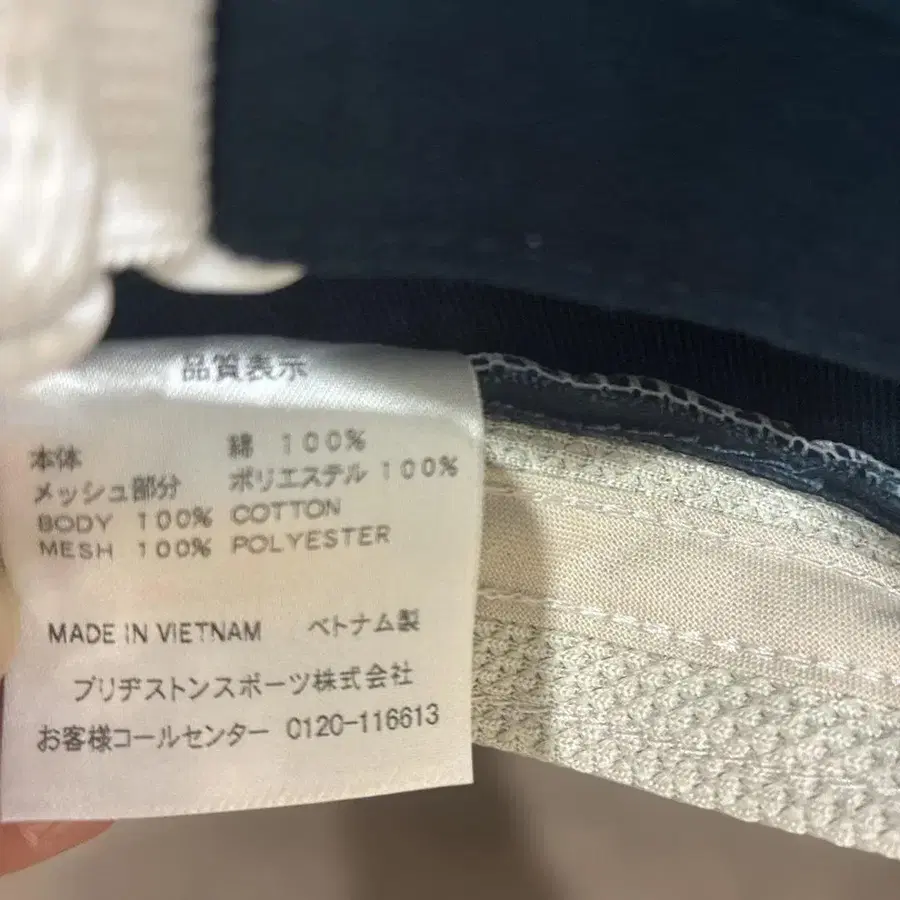 品質表示
本体 綿 100%
メッシュ部分 ポリエステル 100%
BODY 100% COTTON
MESH 100% POLYESTER
MADE IN VIETNAM ベトナム製
ブリヂストンスポーツ株式会社
お客様コールセンター 0120-116613